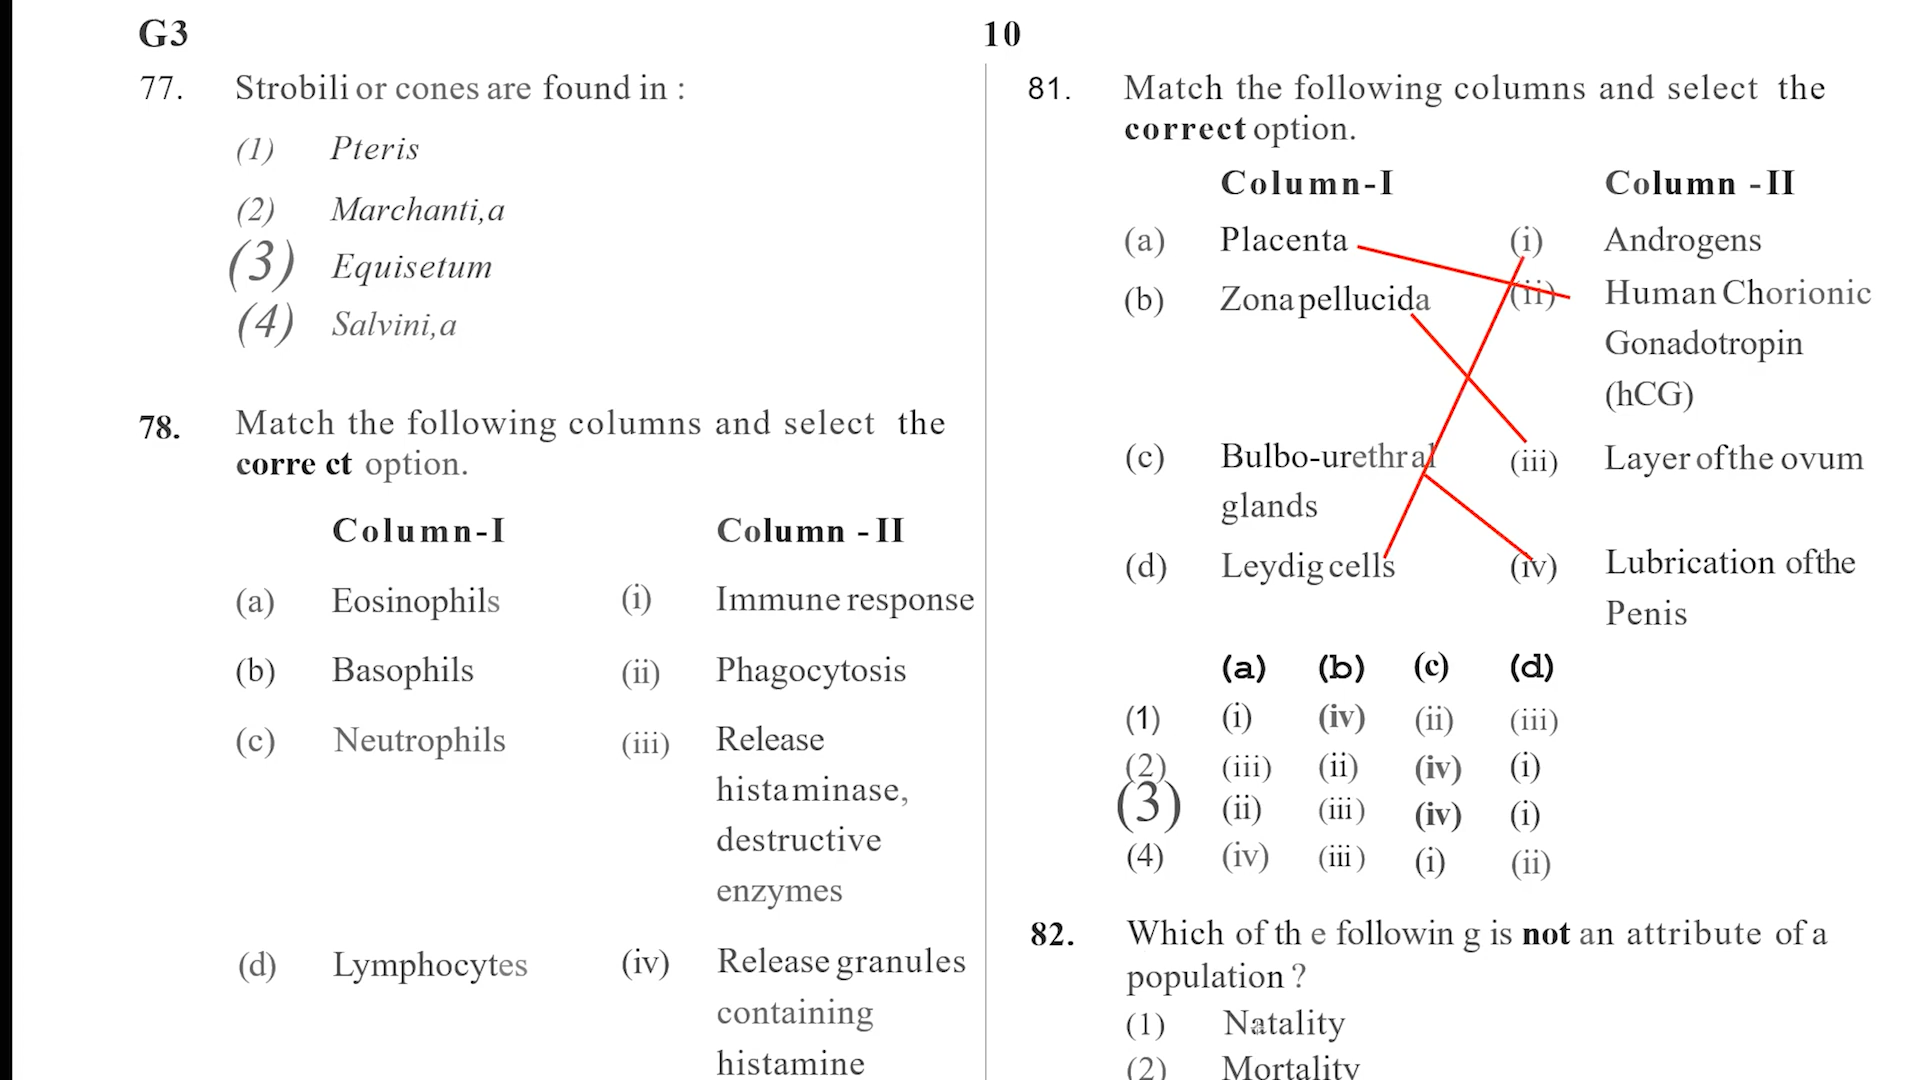 G3
10
77. Strobili or cones are found in :
(1) Pteris
(2) Marchanti,a
(3) Equisetum
(4) Salvini,a
78. Match the following columns and select the
corre ct option.
Column-I Column -II
(a) Eosinophils (i) Immune response
(b) Basophils (ii) Phagocytosis
(c) Neutrophils (iii) Release
histaminase,
destructive
enzymes
(d) Lymphocytes (iv) Release granules
containing
histamine
81. Match the following columns and select the
correct option.
Column-I Column -II
(a) Placenta (i) Androgens
(b) Zona pellucida (ii) Human Chorionic
Gonadotropin
(hCG)
(c) Bulbo-urethral (iii) Layer ofthe ovum
glands
(d) Leydig cells (iv) Lubrication ofthe
Penis
(a) (b) (c) (d)
(1) (i) (iv) (ii) (iii)
(2) (iii) (ii) (iv) (i)
(3) (ii) (iii) (iv) (i)
(4) (iv) (iii) (i) (ii)
82. Which of th e followin g is not an attribute of a
population ?
(1) Natality
(2) Mortality